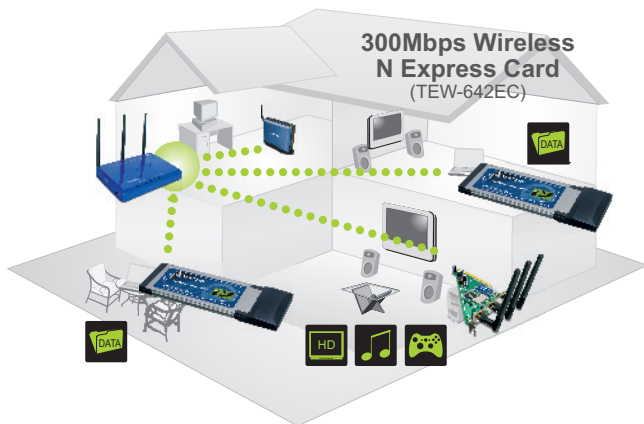 300Mbps Wireless
N Express Card
(TEW-642EC)
DATA
DATA
HD